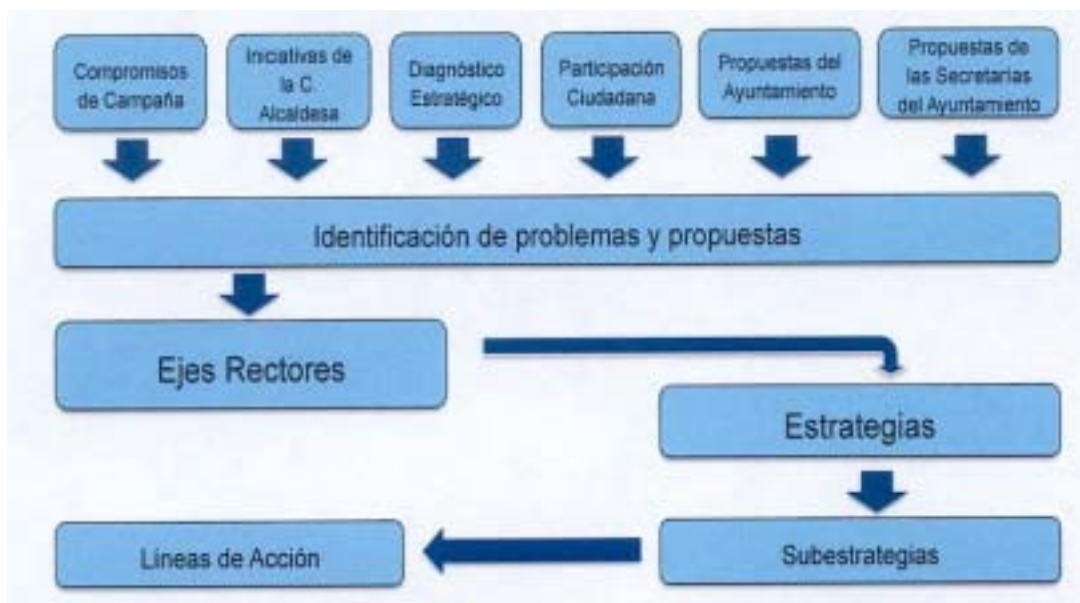 Compromisos
de Campaña
Iniciativas de
la C.
Alcaldesa
Diagnóstico
Estratégico
Participación
Ciudadana
Propuestas del
Ayuntamiento
Propuestas de
las Secretarias
del Ayuntamiento
Identificación de problemas y propuestas
Ejes Rectores
Estrategias
Subestrategias
Lineas de Acción